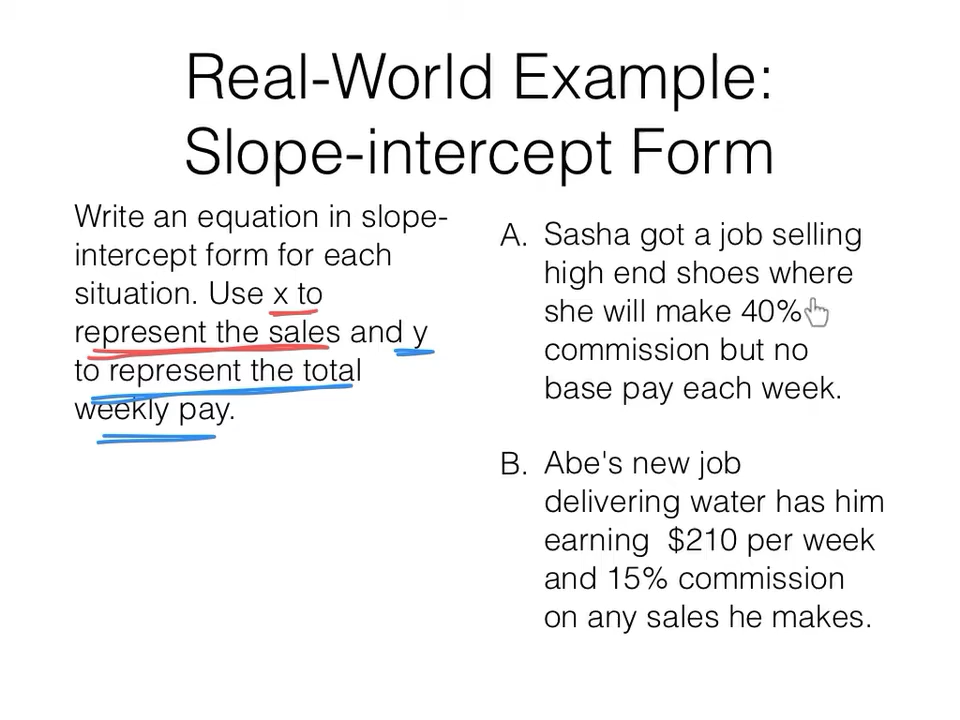 Real-World Example:
Slope-intercept Form
Write an equation in slope-
intercept form for each
situation. Use x to
represent the sales and y
to represent the total
weekly pay.
A. Sasha got a job selling
high end shoes where
she will make 40%
commission but no
base pay each week.
B. Abe's new job
delivering water has him
earning  $210 per week
and 15% commission
on any sales he makes.